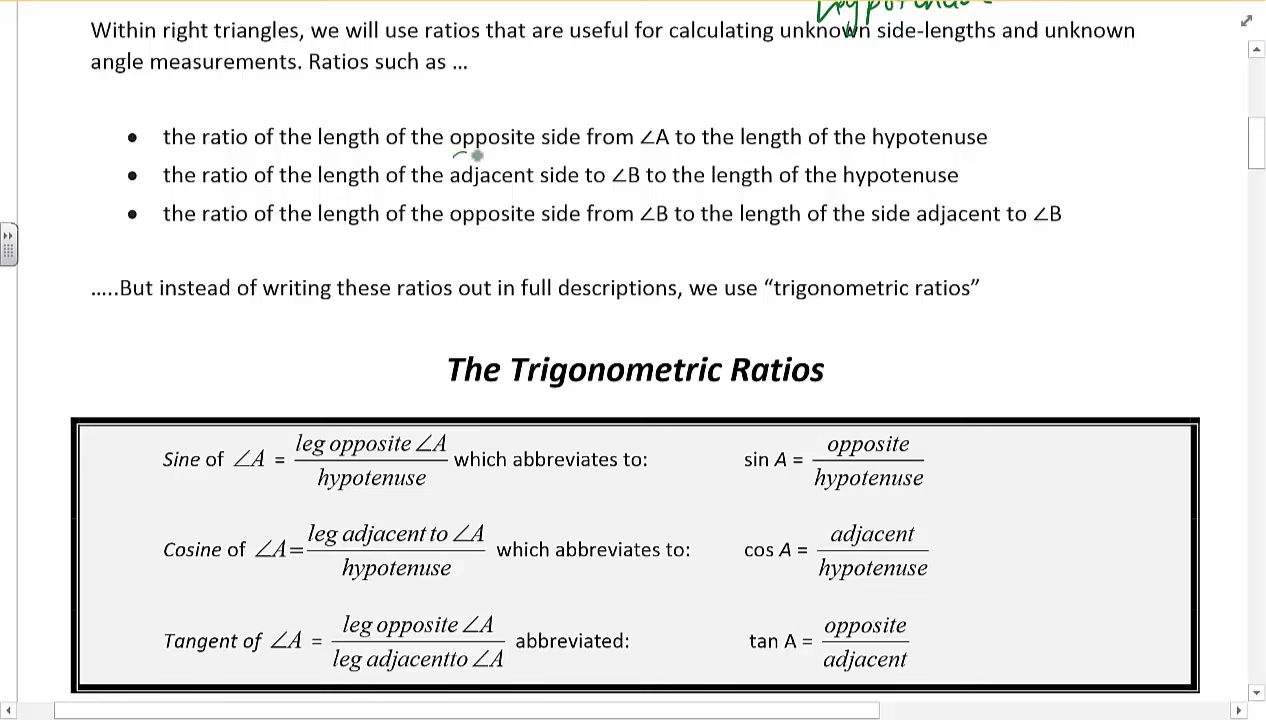 hypotenuse
Within right triangles, we will use ratios that are useful for calculating unknown side-lengths and unknown
angle measurements. Ratios such as …
• the ratio of the length of the opposite side from ∠A to the length of the hypotenuse
• the ratio of the length of the adjacent side to ∠B to the length of the hypotenuse
• the ratio of the length of the opposite side from ∠B to the length of the side adjacent to ∠B
.....But instead of writing these ratios out in full descriptions, we use “trigonometric ratios”
The Trigonometric Ratios
Sine of ∠A = leg opposite ∠A / hypotenuse which abbreviates to: sin A = opposite / hypotenuse
Cosine of ∠A= leg adjacent to ∠A / hypotenuse which abbreviates to: cos A = adjacent / hypotenuse
Tangent of ∠A = leg opposite ∠A / leg adjacentto ∠A abbreviated: tan A = opposite / adjacent